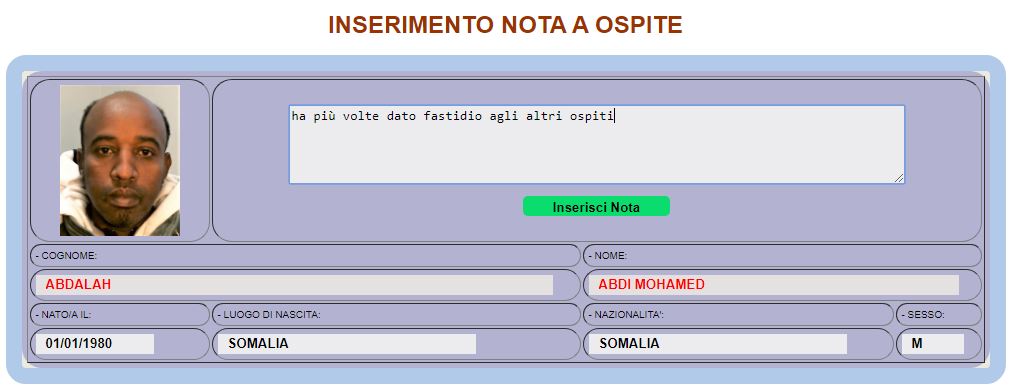 INSERIMENTO NOTA A OSPITE
ha più volte dato fastidio agli altri ospiti
Inserisci Nota
- COGNOME: - NOME:
ABDALAH ABDI MOHAMED
- NATO/A IL: - LUOGO DI NASCITA: - NAZIONALITA': - SESSO:
01/01/1980 SOMALIA SOMALIA M